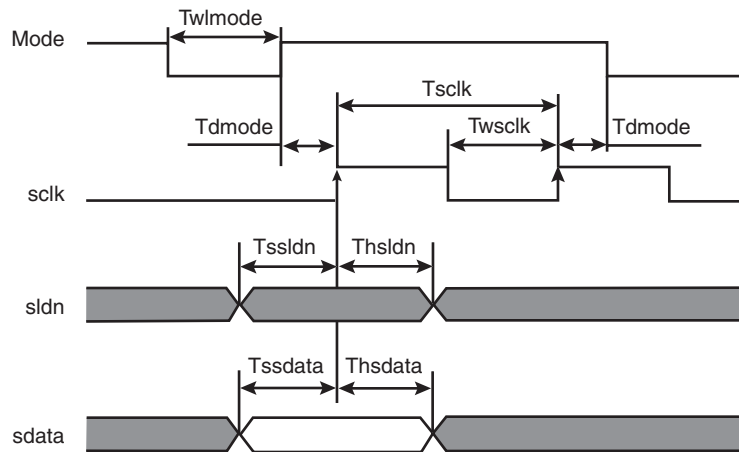 Twlmode
Mode
Tsclk
Tdmode
Twsclk
Tdmode
sclk
Tssldn
Thsldn
sldn
Tssdata
Thsdata
sdata